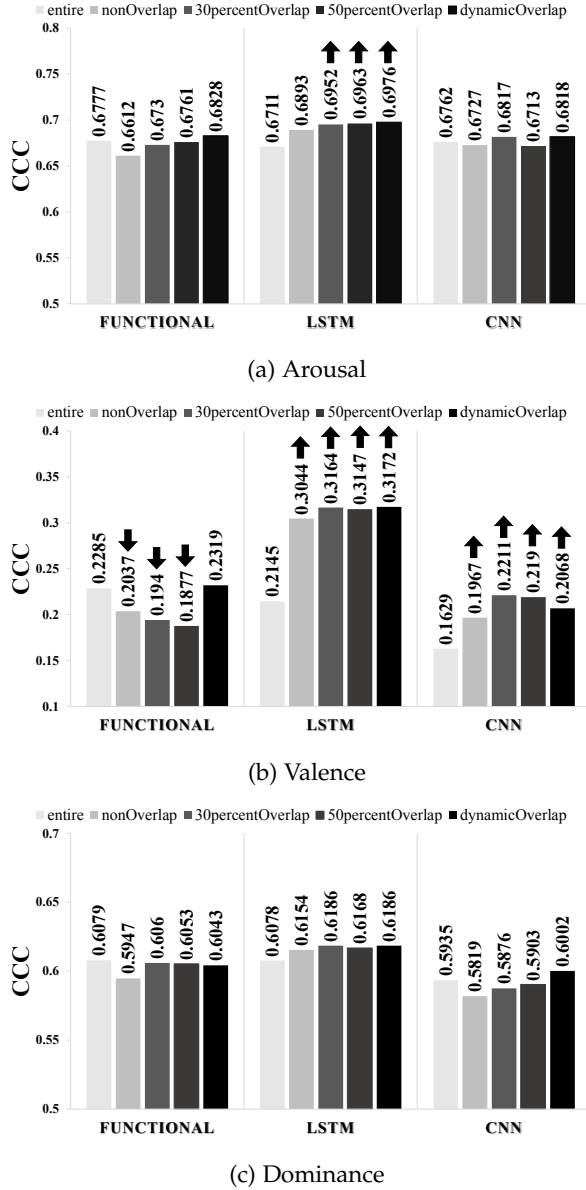 entire nonOverlap 30percentOverlap 50percentOverlap dynamicOverlap
0.8
0.75
0.7
0.65
0.6
0.55
0.5
CCC
0.6777 0.6612 0.673 0.6761 0.6828
0.6711 0.6893 0.6952 0.6963 0.6976
0.6762 0.6727 0.6817 0.6713 0.6818
FUNCTIONAL LSTM CNN
(a) Arousal
entire nonOverlap 30percentOverlap 50percentOverlap dynamicOverlap
0.4
0.35
0.3
0.25
0.2
0.15
0.1
CCC
0.2285 0.2037 0.194 0.1877 0.2319
0.2145 0.3044 0.3164 0.3147 0.3172
0.1629 0.1967 0.2211 0.219 0.2068
FUNCTIONAL LSTM CNN
(b) Valence
entire nonOverlap 30percentOverlap 50percentOverlap dynamicOverlap
0.7
0.65
0.6
0.55
0.5
CCC
0.6079 0.5947 0.606 0.6053 0.6043
0.6078 0.6154 0.6186 0.6168 0.6186
0.5935 0.5819 0.5876 0.5903 0.6002
FUNCTIONAL LSTM CNN
(c) Dominance